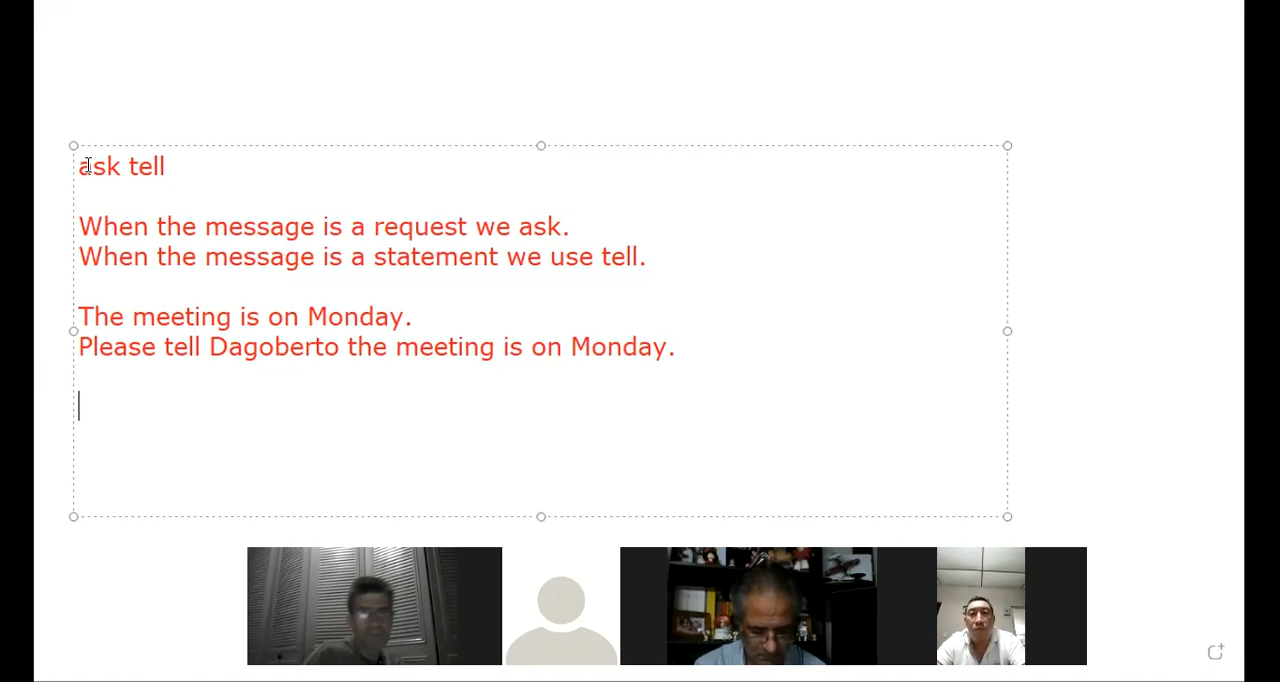 ask tell
When the message is a request we ask.
When the message is a statement we use tell.
The meeting is on Monday.
Please tell Dagoberto the meeting is on Monday.